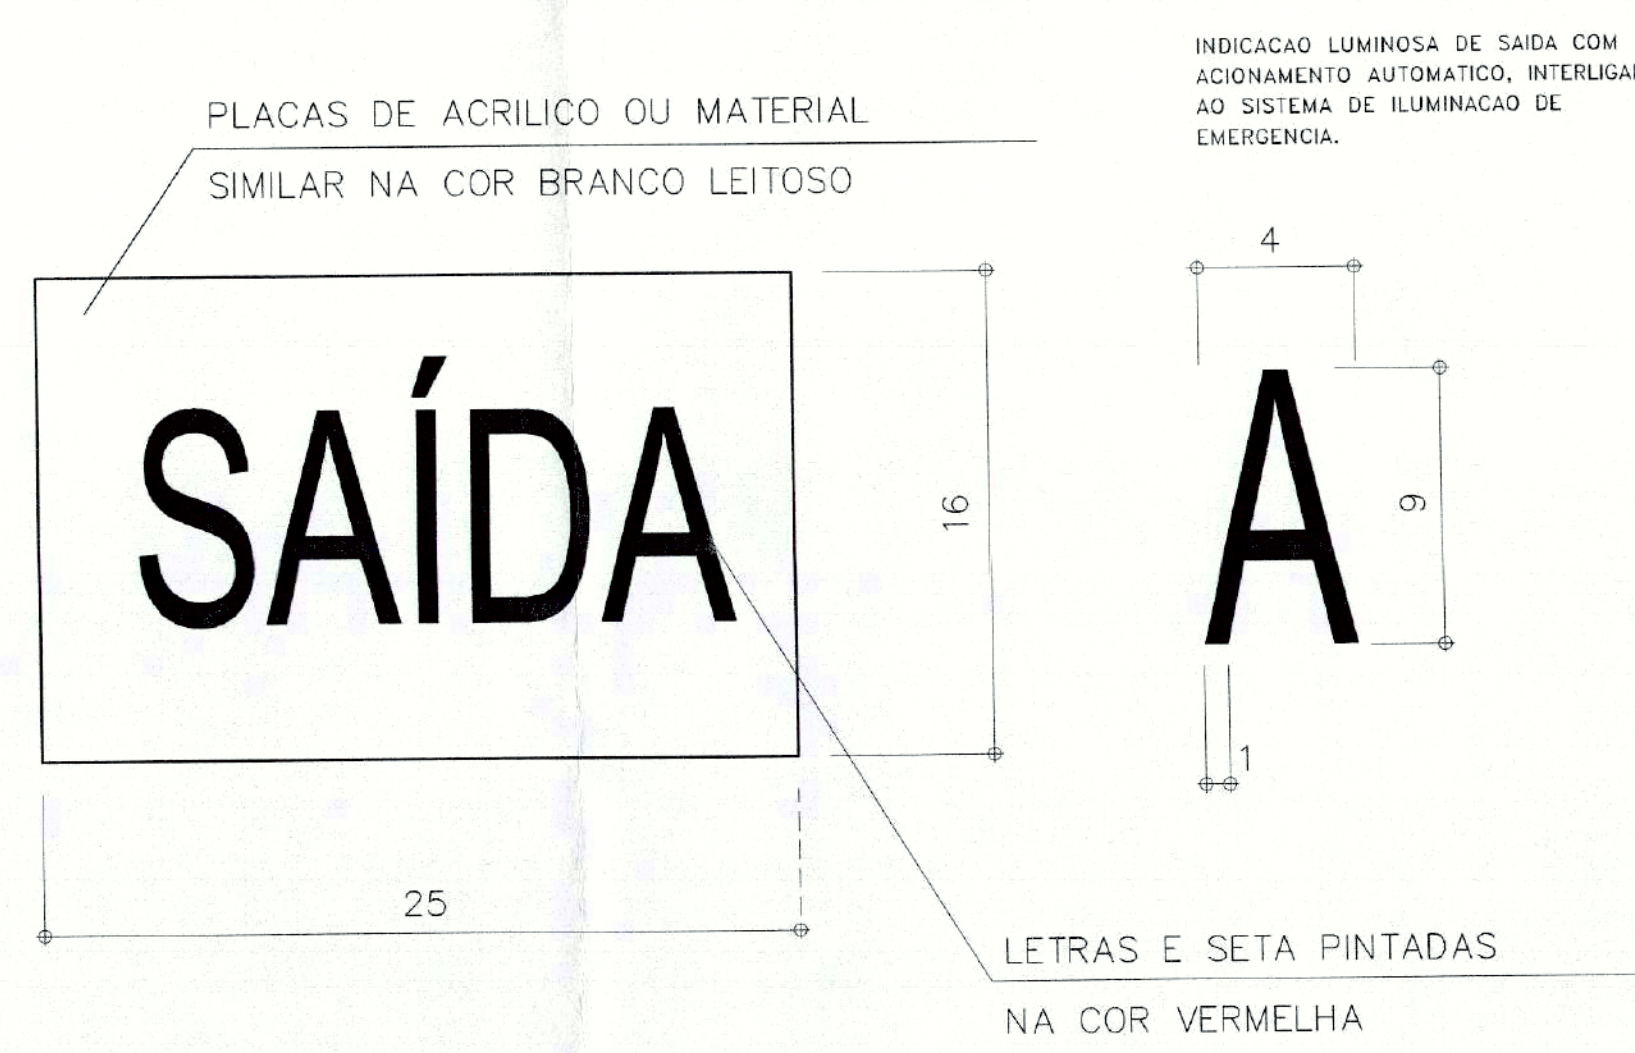 INDICACAO LUMINOSA DE SAIDA COM
ACIONAMENTO AUTOMATICO,
AO SISTEMA DE ILUMINACAO DE
EMERGENCIA.
PLACAS DE ACRILICO OU MATERIAL
SIMILAR NA COR BRANCO LEITOSO
4
SAÍDA
16
A
9
1
25
LETRAS E SETA PINTADAS
NA COR VERMELHA